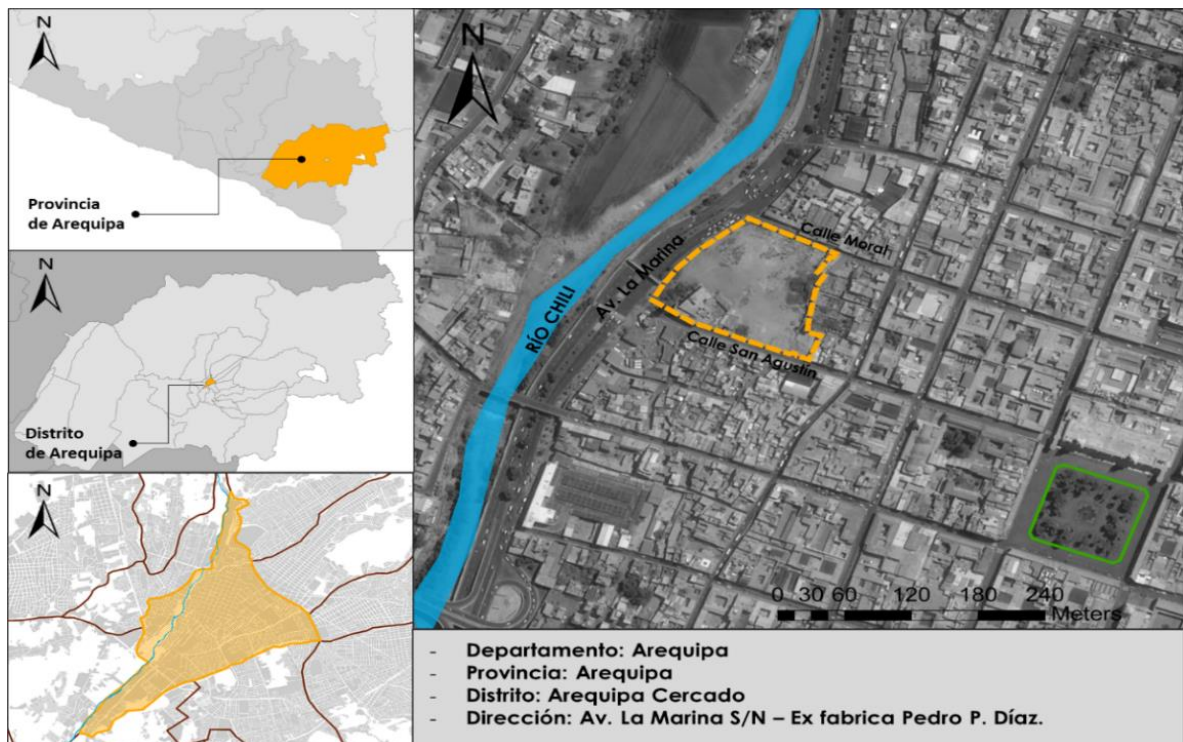 N
Provincia
de Arequipa
N
Distrito
de Arequipa
N
N
RÍO CHILI
Av. La Marina
Calle Moral
Calle San Agustín
0 30 60 120 180 240
Meters
- Departamento: Arequipa
- Provincia: Arequipa
- Distrito: Arequipa Cercado
- Dirección: Av. La Marina S/N – Ex fabrica Pedro P. Díaz.